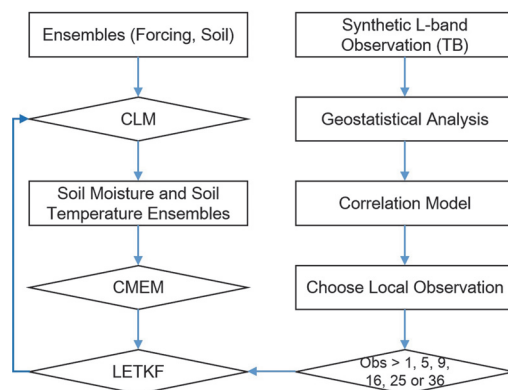 Ensembles (Forcing, Soil)
CLM
Soil Moisture and Soil
Temperature Ensembles
CMEM
LETKF
Synthetic L-band
Observation (TB)
Geostatistical Analysis
Correlation Model
Choose Local Observation
Obs > 1, 5, 9,
16, 25 or 36